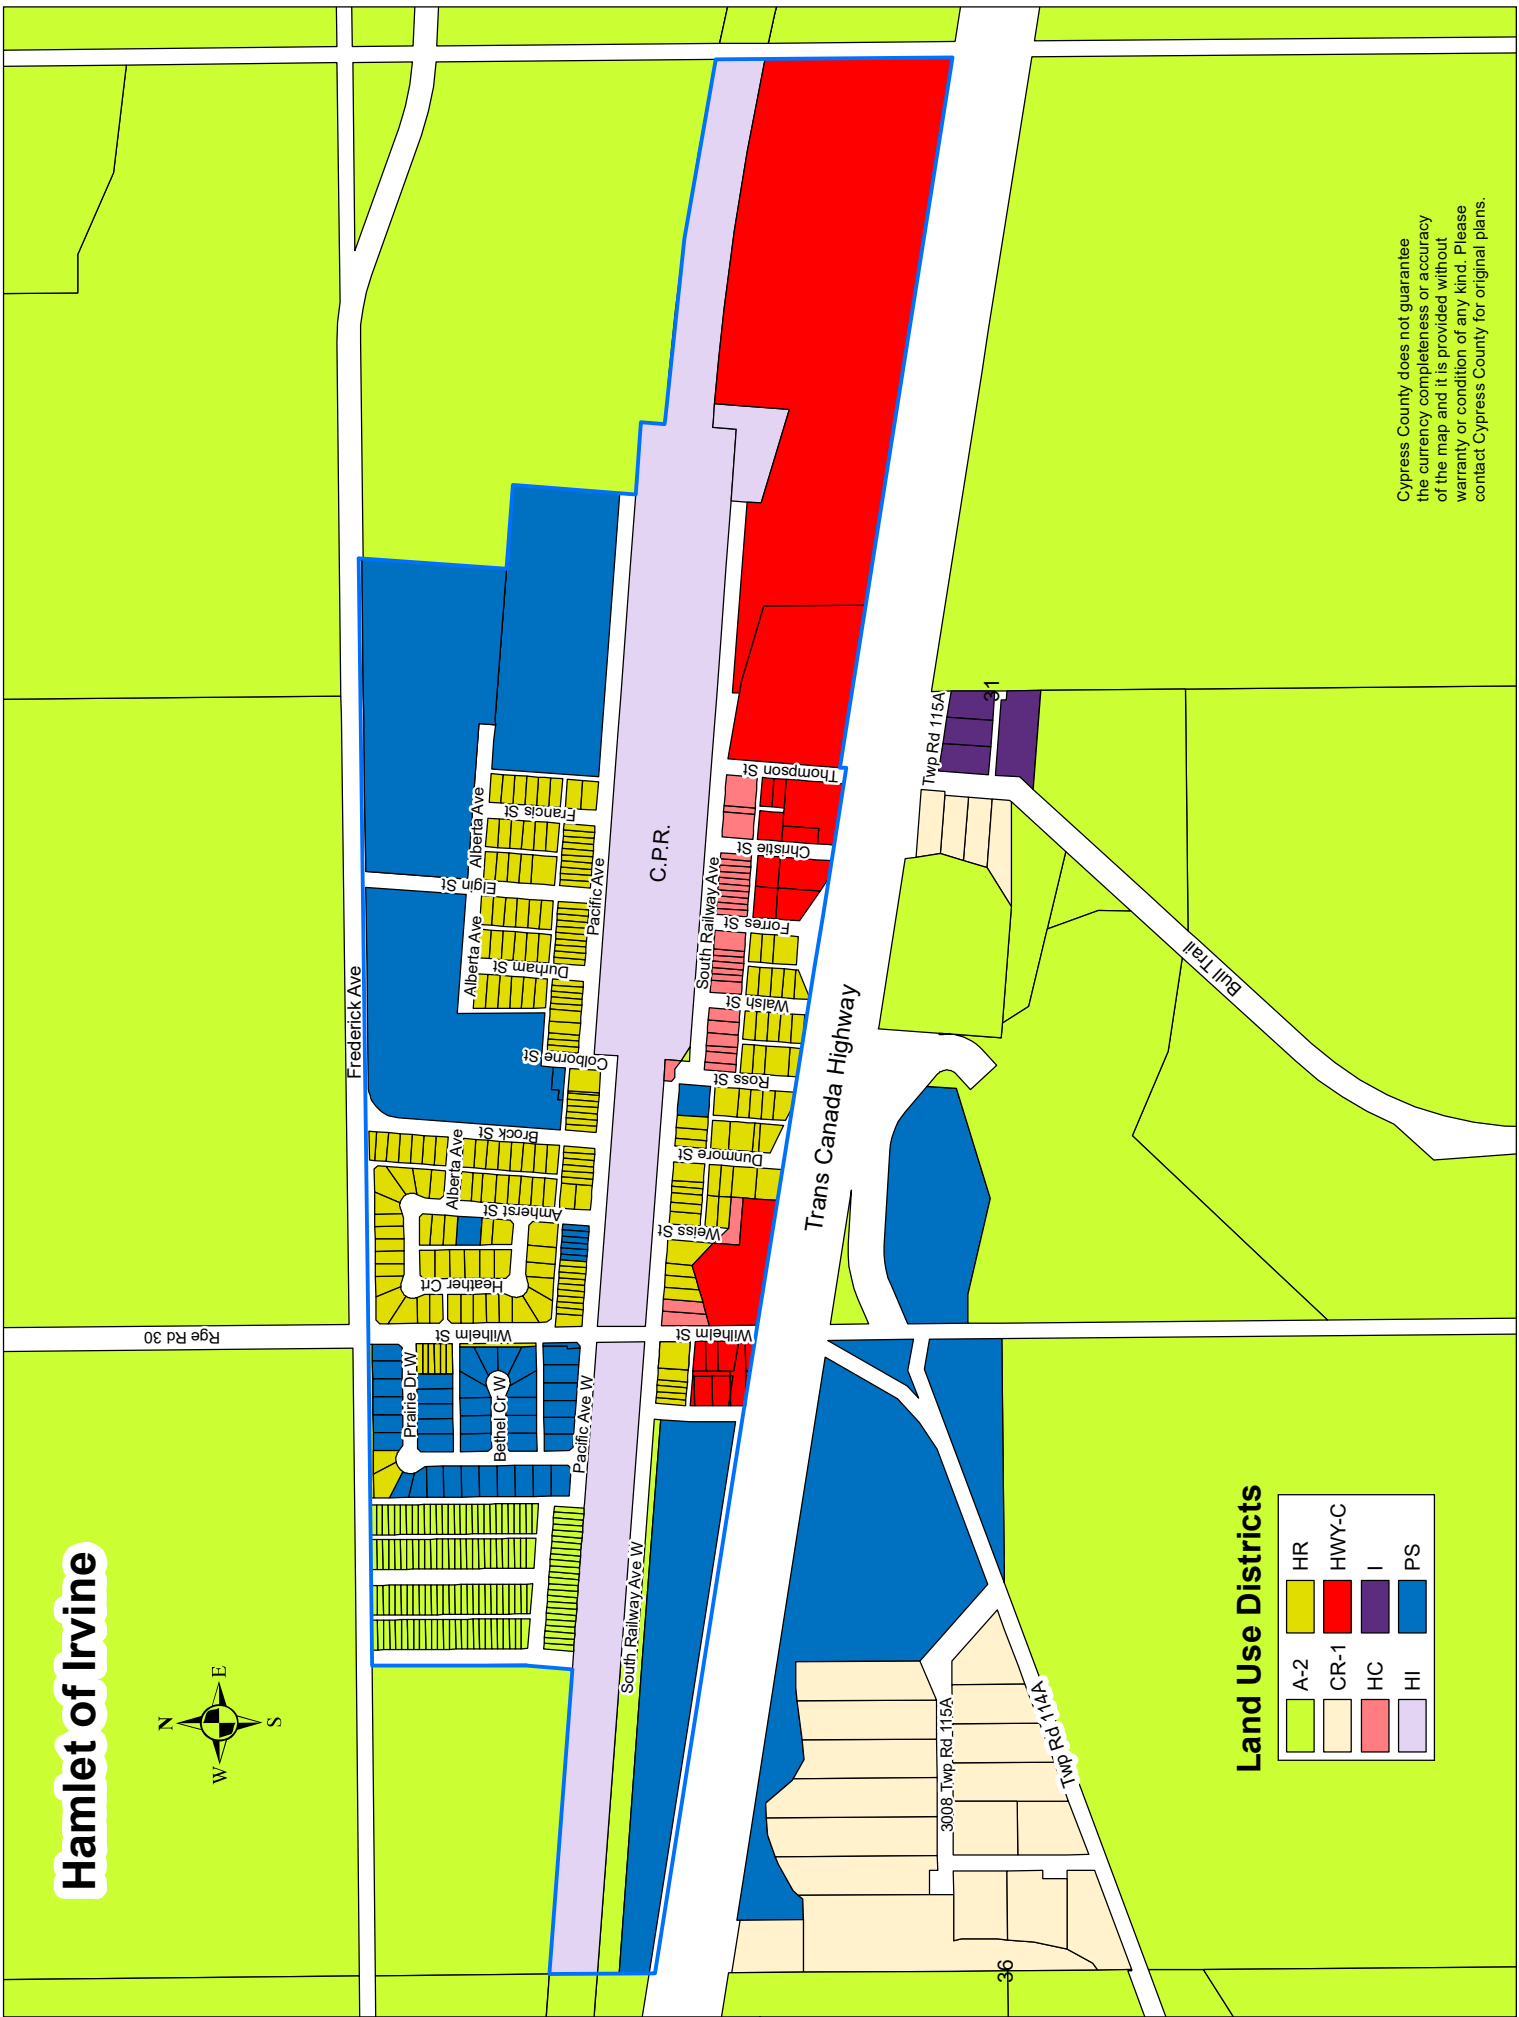 Hamlet of Irvine
N
W
E
S
Rge Rd 30
Frederick Ave
Prairie Dr W
Bethel Cr W
Pacific Ave W
Wilhelm St
Heather Crt
Amherst St
Alberta Ave
Brock St
Colborne St
Alberta Ave
Durham St
Elgin St
Alberta Ave
Francis St
Pacific Ave
C.P.R.
South Railway Ave W
Wilhelm St
Weiss St
Dunmore St
Ross St
Walsh St
South Railway Ave
Forres St
Christie St
Thompson St
Trans Canada Highway
Twp Rd 115A
31
Bull Trail
3008 Twp Rd 115A
Twp Rd 114A
36
Land Use Districts
A-2
HR
CR-1
HWY-C
HC
I
HI
PS
Cypress County does not guarantee
the currency completeness or accuracy
of the map and it is provided without
warranty or condition of any kind. Please
contact Cypress County for original plans.